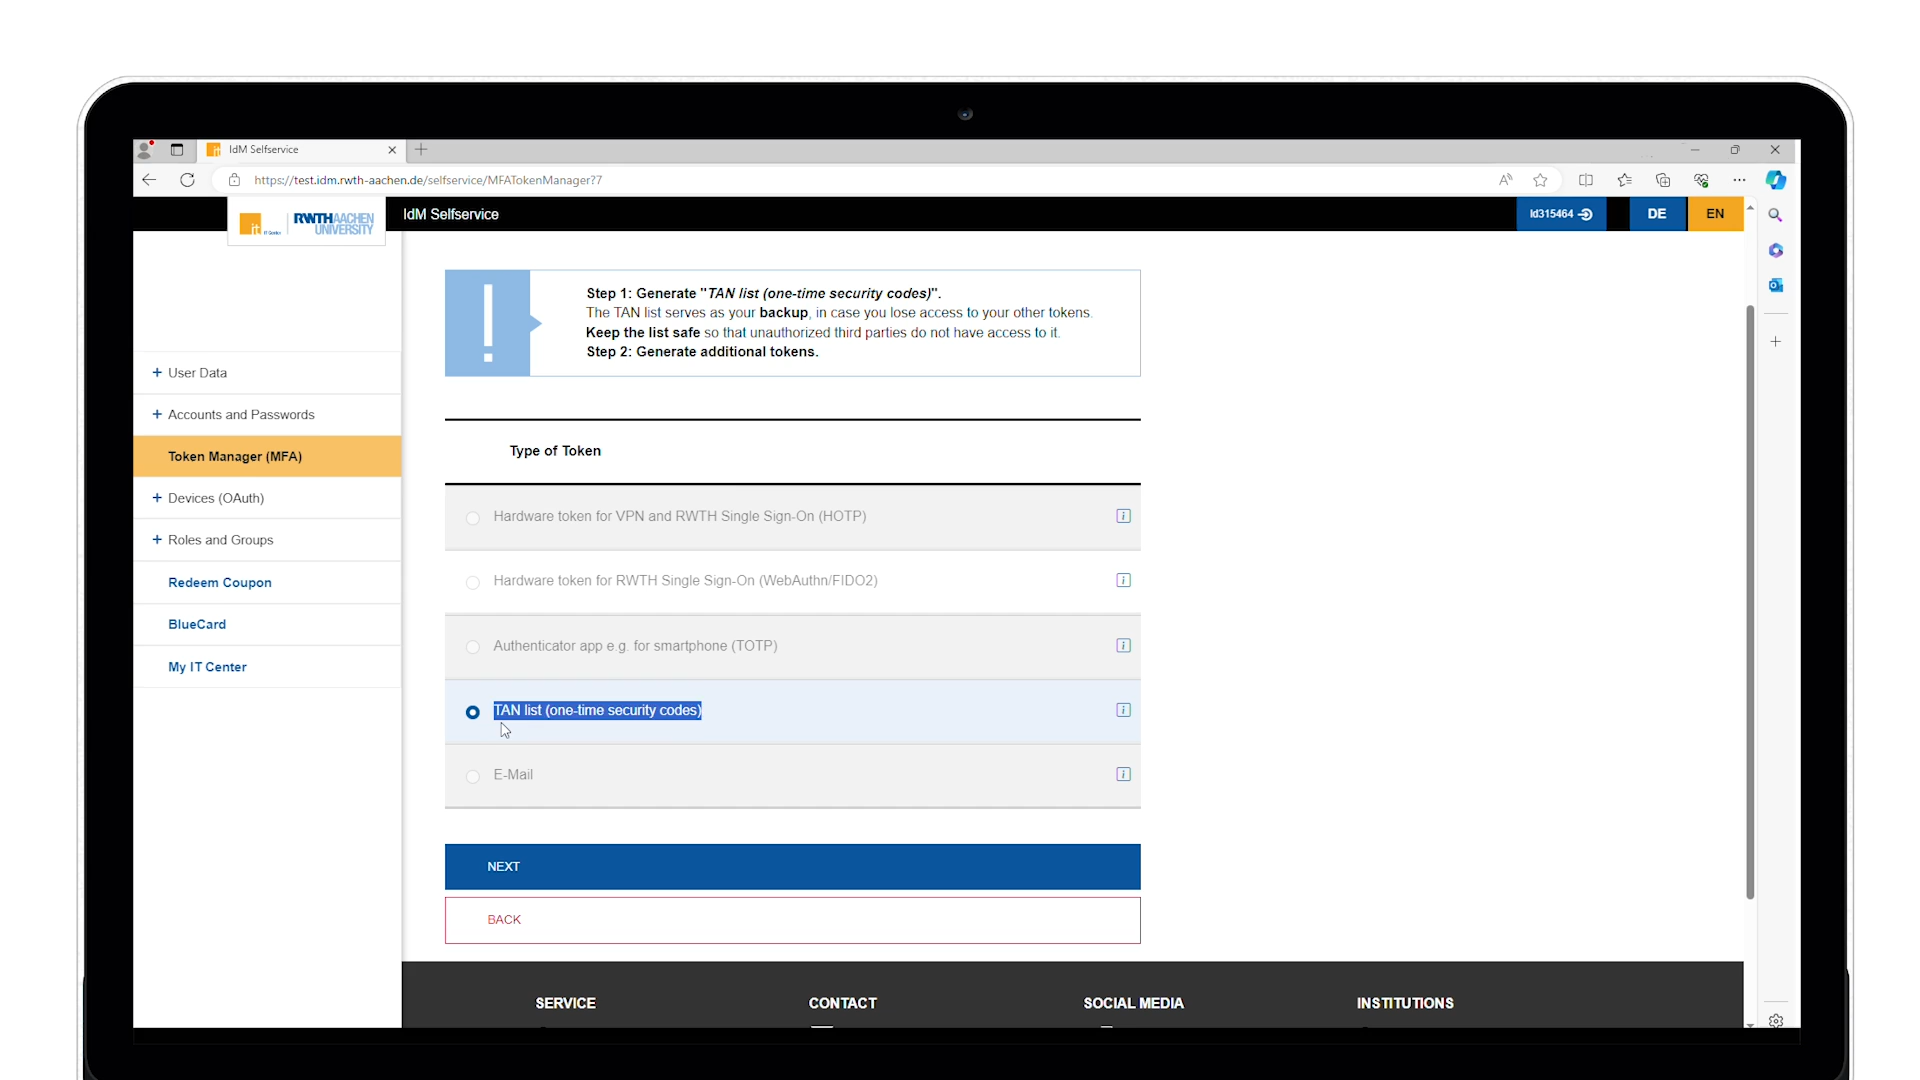 IdM Selfservice
https://test.idm.rwth-aachen.de/selfservice/MFATokenManager?7
it
IT Center
RWTHAACHEN
UNIVERSITY
IdM Selfservice
ld315464
DE
EN
Step 1: Generate "TAN list (one-time security codes)".
The TAN list serves as your backup, in case you lose access to your other tokens.
Keep the list safe so that unauthorized third parties do not have access to it.
Step 2: Generate additional tokens.
+ User Data
+ Accounts and Passwords
Token Manager (MFA)
+ Devices (OAuth)
+ Roles and Groups
Redeem Coupon
BlueCard
My IT Center
Type of Token
Hardware token for VPN and RWTH Single Sign-On (HOTP)
Hardware token for RWTH Single Sign-On (WebAuthn/FIDO2)
Authenticator app e.g. for smartphone (TOTP)
TAN list (one-time security codes)
E-Mail
NEXT
BACK
SERVICE
CONTACT
SOCIAL MEDIA
INSTITUTIONS